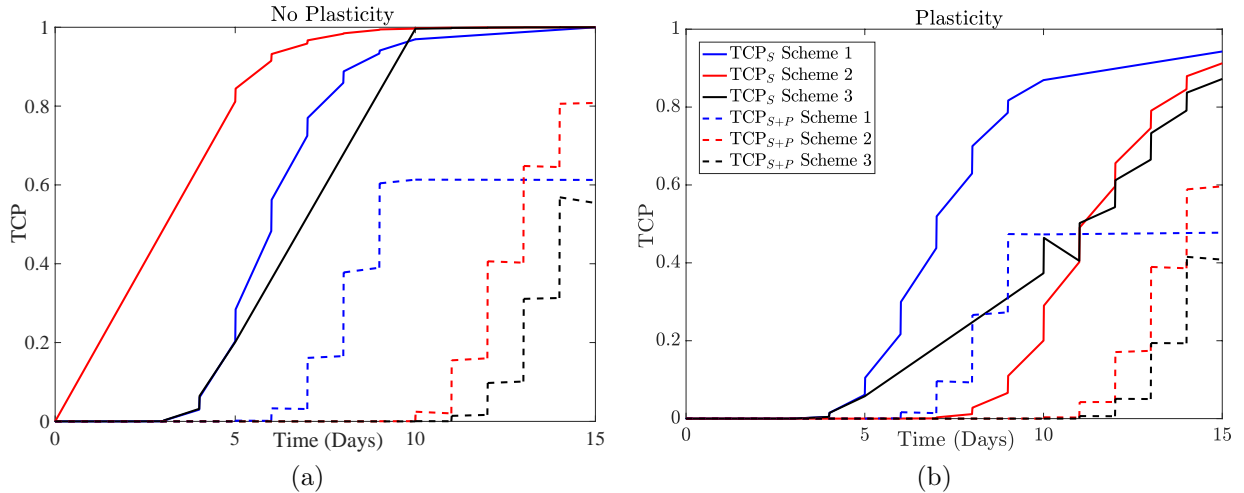 No Plasticity
1
0.8
0.6
0.4
0.2
0
TCP
0 5 10 15
Time (Days)
(a)
Plasticity
1
0.8
0.6
0.4
0.2
0
TCP
TCP_S Scheme 1
TCP_S Scheme 2
TCP_S Scheme 3
TCP_{S+P} Scheme 1
TCP_{S+P} Scheme 2
TCP_{S+P} Scheme 3
0 5 10 15
Time (Days)
(b)